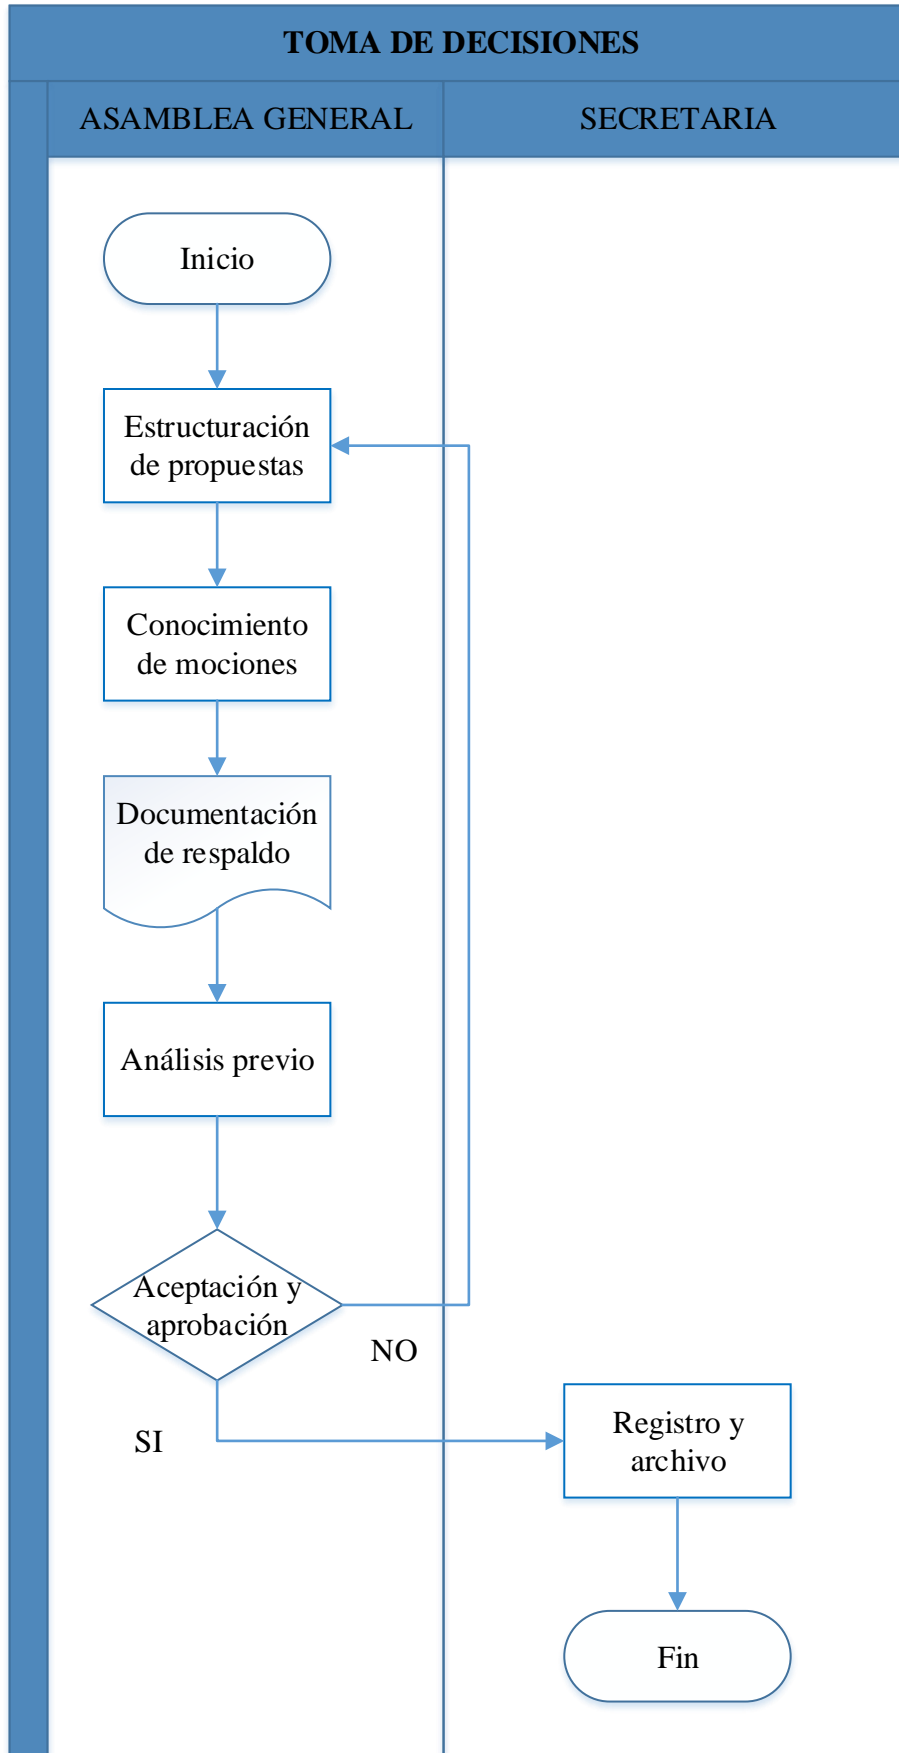 TOMA DE DECISIONES
ASAMBLEA GENERAL
SECRETARIA
Inicio
Estructuración
de propuestas
Conocimiento
de mociones
Documentación
de respaldo
Análisis previo
Aceptación y
aprobación
NO
SI
Registro y
archivo
Fin